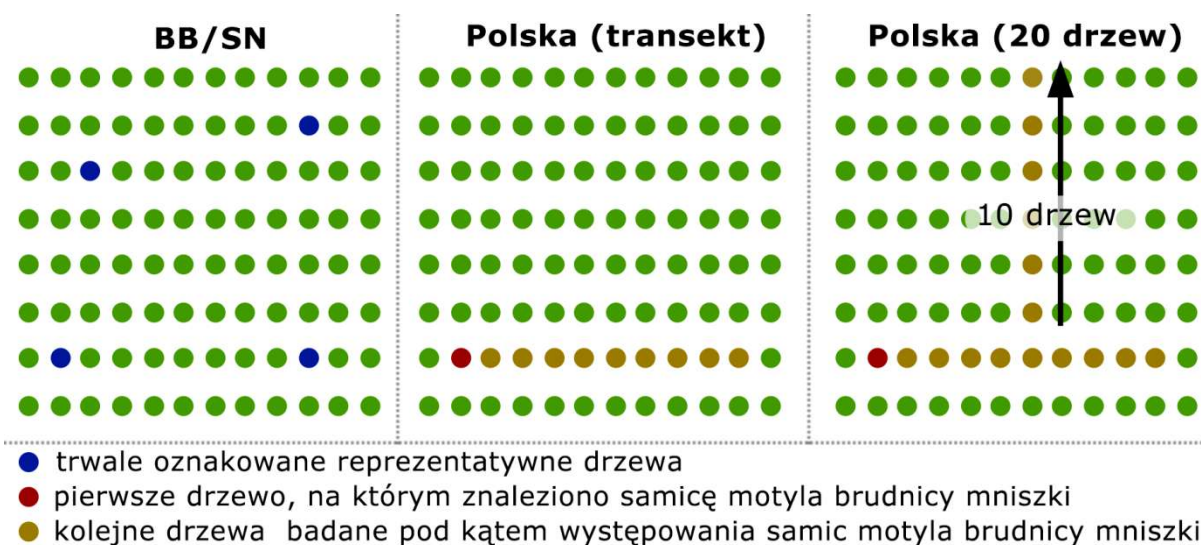 BB/SN
Polska (transekt)
Polska (20 drzew)
10 drzew
trwale oznakowane reprezentatywne drzewa
pierwsze drzewo, na którym znaleziono samicę motyla brudnicy mniszki
kolejne drzewa badane pod kątem występowania samic motyla brudnicy mniszki